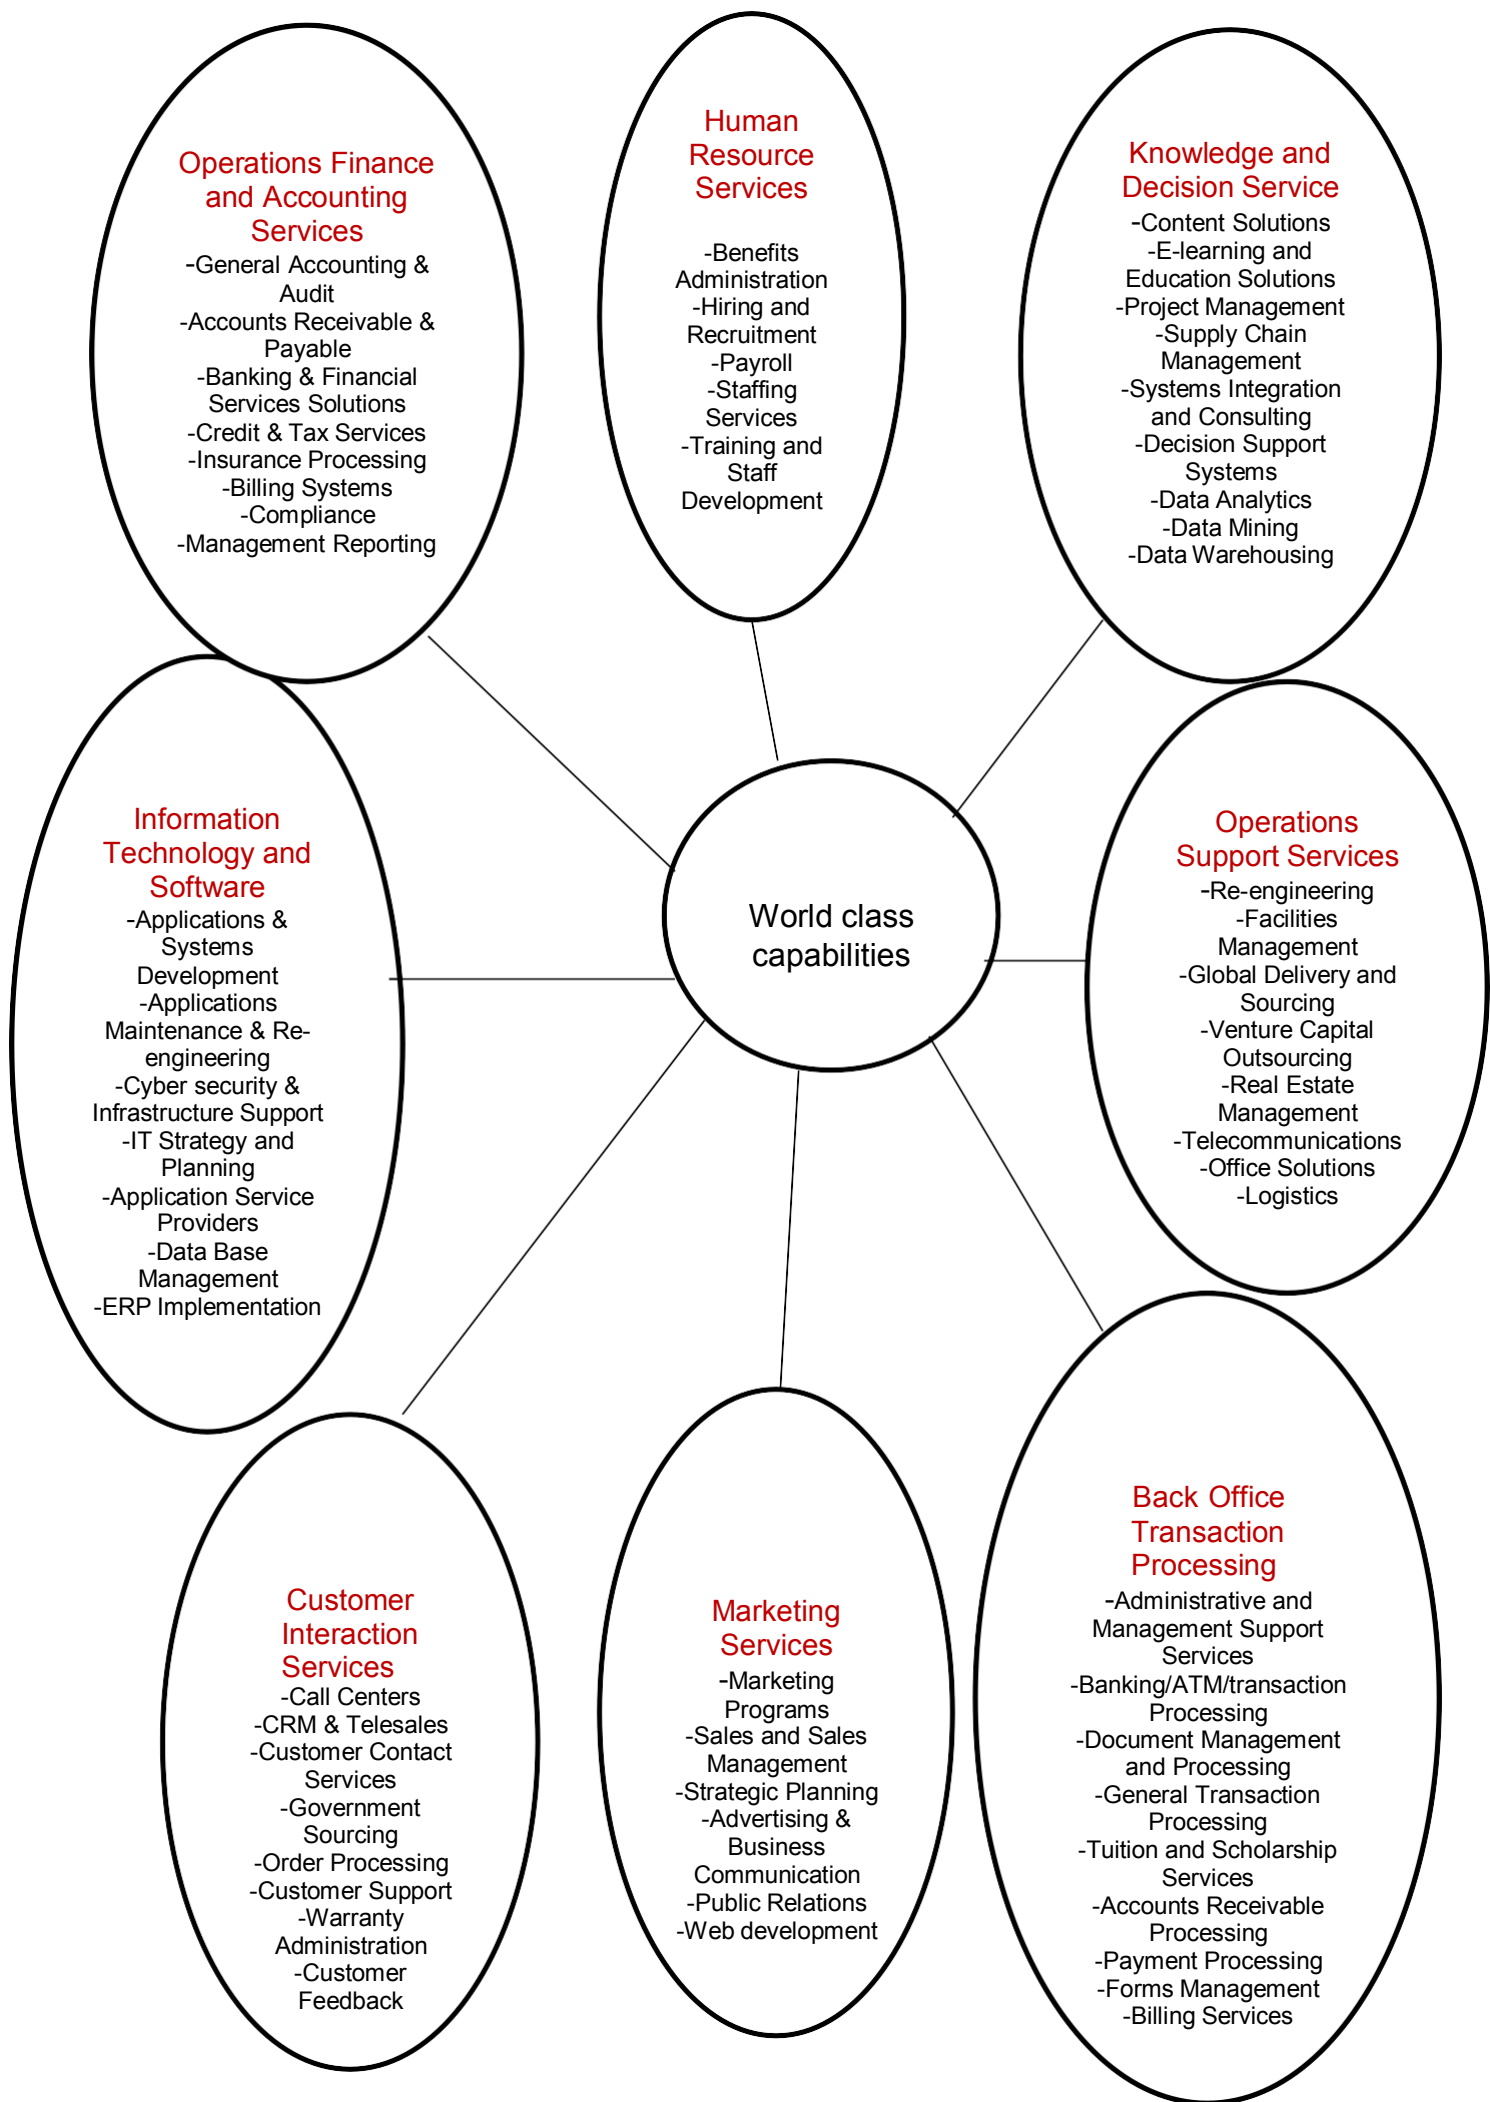 Operations Finance
and Accounting
Services
-General Accounting &
Audit
-Accounts Receivable &
Payable
-Banking & Financial
Services Solutions
-Credit & Tax Services
-Insurance Processing
-Billing Systems
-Compliance
-Management Reporting
Human
Resource
Services
-Benefits
Administration
-Hiring and
Recruitment
-Payroll
-Staffing
Services
-Training and
Staff
Development
Knowledge and
Decision Service
-Content Solutions
-E-learning and
Education Solutions
-Project Management
-Supply Chain
Management
-Systems Integration
and Consulting
-Decision Support
Systems
-Data Analytics
-Data Mining
-Data Warehousing
Information
Technology and
Software
-Applications &
Systems
Development
-Applications
Maintenance & Re-
engineering
-Cyber security &
Infrastructure Support
-IT Strategy and
Planning
-Application Service
Providers
-Data Base
Management
-ERP Implementation
World class
capabilities
Operations
Support Services
-Re-engineering
-Facilities
Management
-Global Delivery and
Sourcing
-Venture Capital
Outsourcing
-Real Estate
Management
-Telecommunications
-Office Solutions
-Logistics
Customer
Interaction
Services
-Call Centers
-CRM & Telesales
-Customer Contact
Services
-Government
Sourcing
-Order Processing
-Customer Support
-Warranty
Administration
-Customer
Feedback
Marketing
Services
-Marketing
Programs
-Sales and Sales
Management
-Strategic Planning
-Advertising &
Business
Communication
-Public Relations
-Web development
Back Office
Transaction
Processing
-Administrative and
Management Support
Services
-Banking/ATM/transaction
Processing
-Document Management
and Processing
-General Transaction
Processing
-Tuition and Scholarship
Services
-Accounts Receivable
Processing
-Payment Processing
-Forms Management
-Billing Services